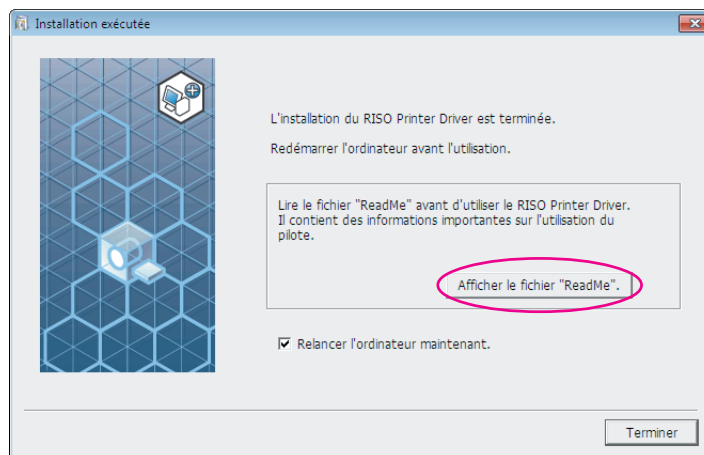 Installation exécutée
L'installation du RISO Printer Driver est terminée.
Redémarrer l'ordinateur avant l'utilisation.
Lire le fichier "ReadMe" avant d'utiliser le RISO Printer Driver.
Il contient des informations importantes sur l'utilisation du
pilote.
Afficher le fichier "ReadMe".
Relancer l'ordinateur maintenant.
Terminer